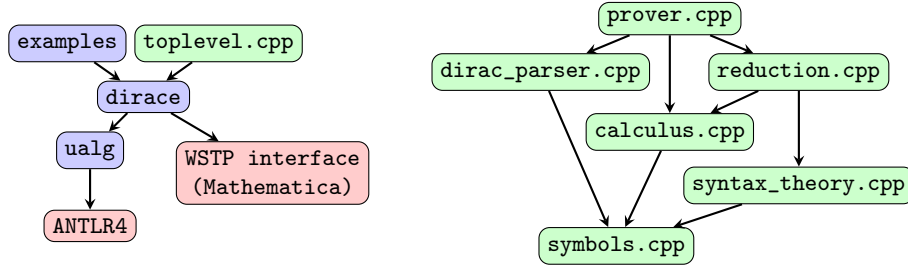 examples
toplevel.cpp
dirace
ualg
WSTP interface
(Mathematica)
ANTLR4
prover.cpp
dirac_parser.cpp
reduction.cpp
calculus.cpp
syntax_theory.cpp
symbols.cpp